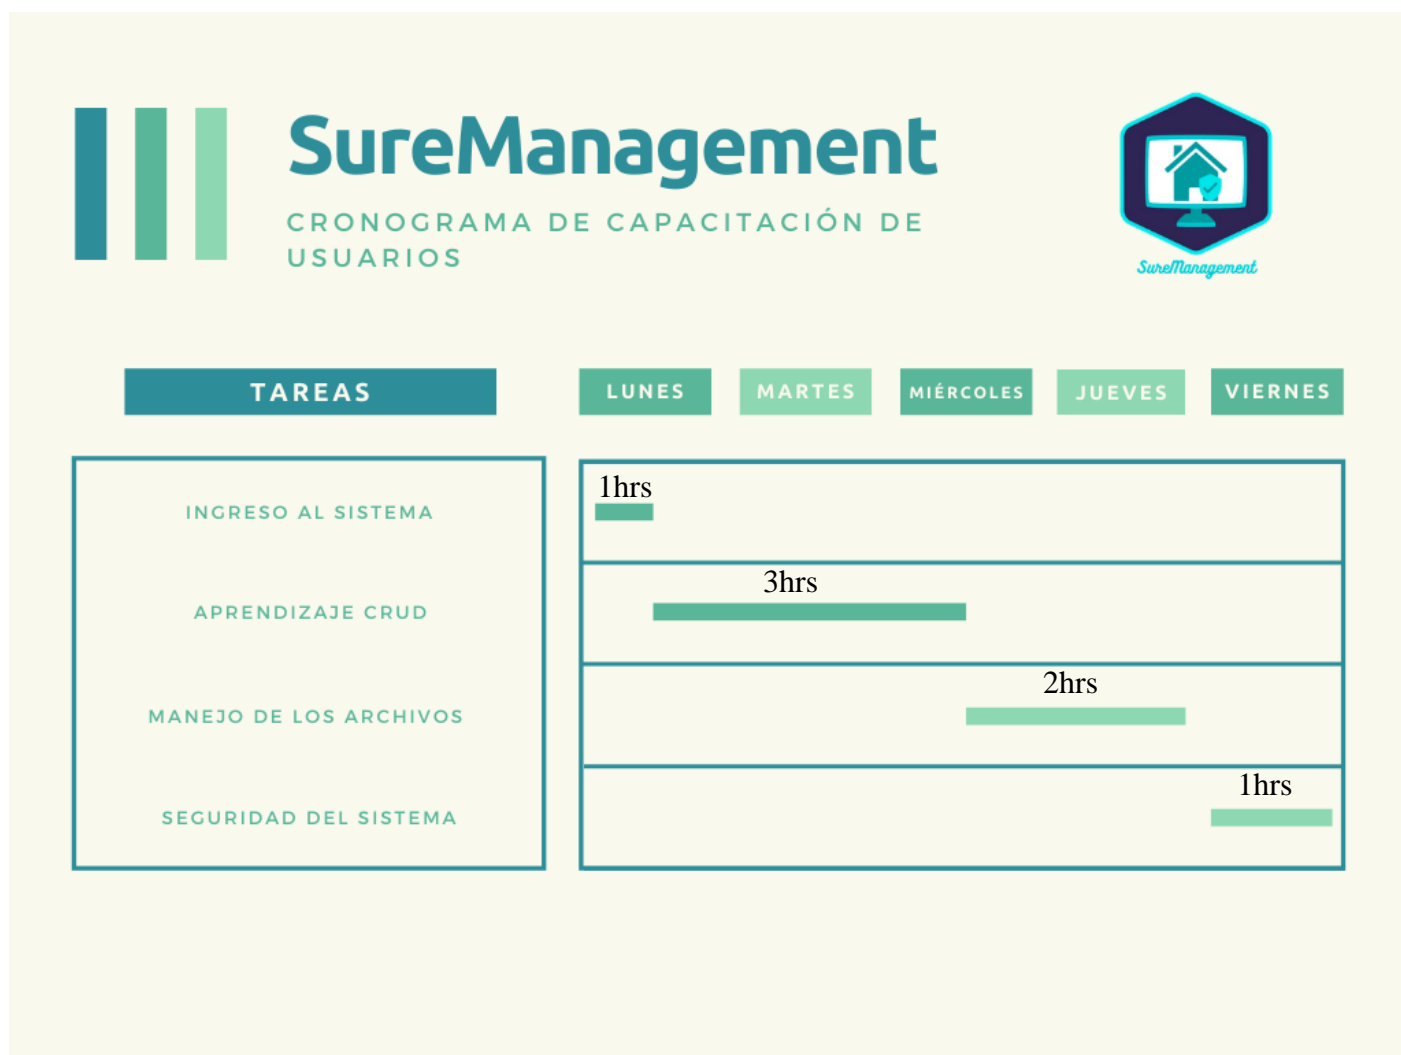 SureManagement
CRONOGRAMA DE CAPACITACIÓN DE
USUARIOS
SureManagement
TAREAS
LUNES
MARTES
MIÉRCOLES
JUEVES
VIERNES
INGRESO AL SISTEMA
1hrs
APRENDIZAJE CRUD
3hrs
MANEJO DE LOS ARCHIVOS
2hrs
SEGURIDAD DEL SISTEMA
1hrs